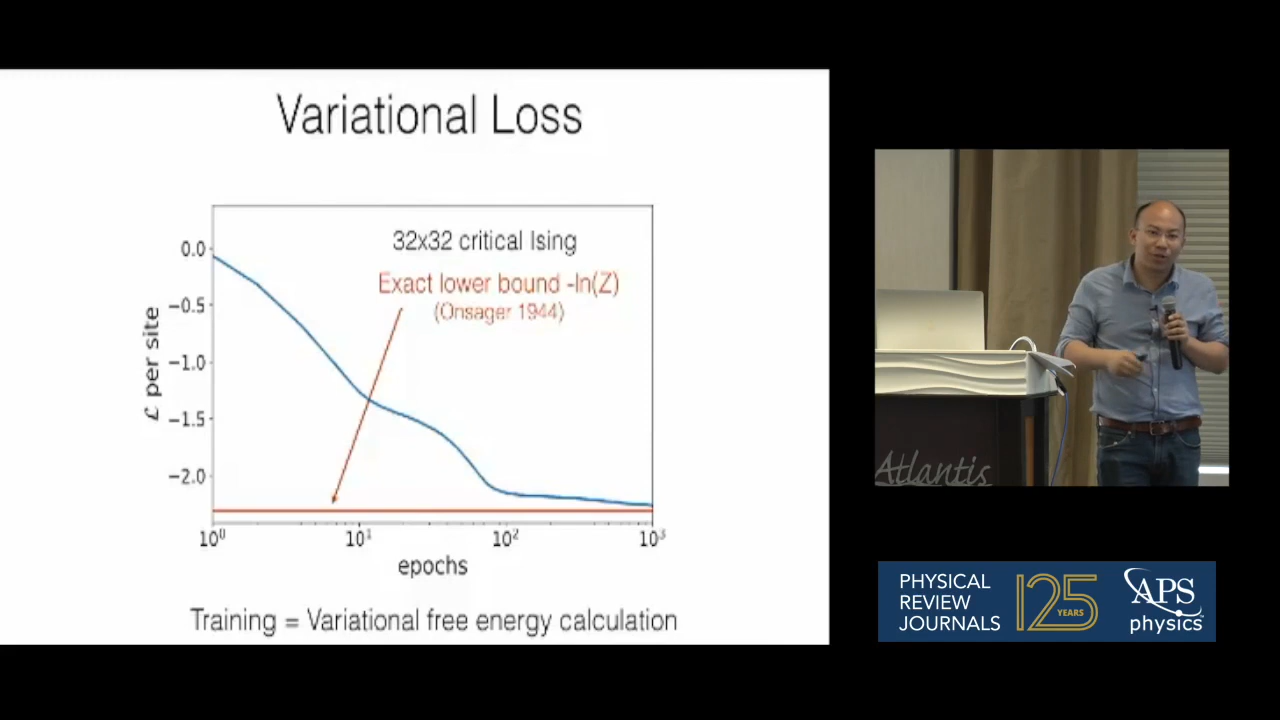 Variational Loss
32x32 critical Ising
Exact lower bound -ln(Z)
(Onsager 1944)
ℒ per site
0.0
−0.5
−1.0
−1.5
−2.0
10⁰ 10¹ 10² 10³
epochs
Training = Variational free energy calculation
Atlantis
PHYSICAL
REVIEW
JOURNALS
125
YEARS
APS
physics